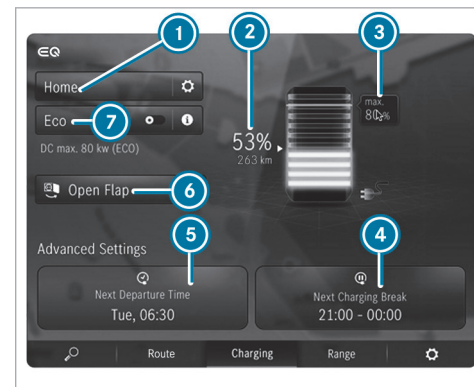 1
2
3
EQ
Home
max.
80%
Eco
7
53%
263 km
DC max. 80 kw (ECO)
Open Flap
6
Advanced Settings
5
4
Next Departure Time
Tue, 06:30
Next Charging Break
21:00 - 00:00
Route
Charging
Range